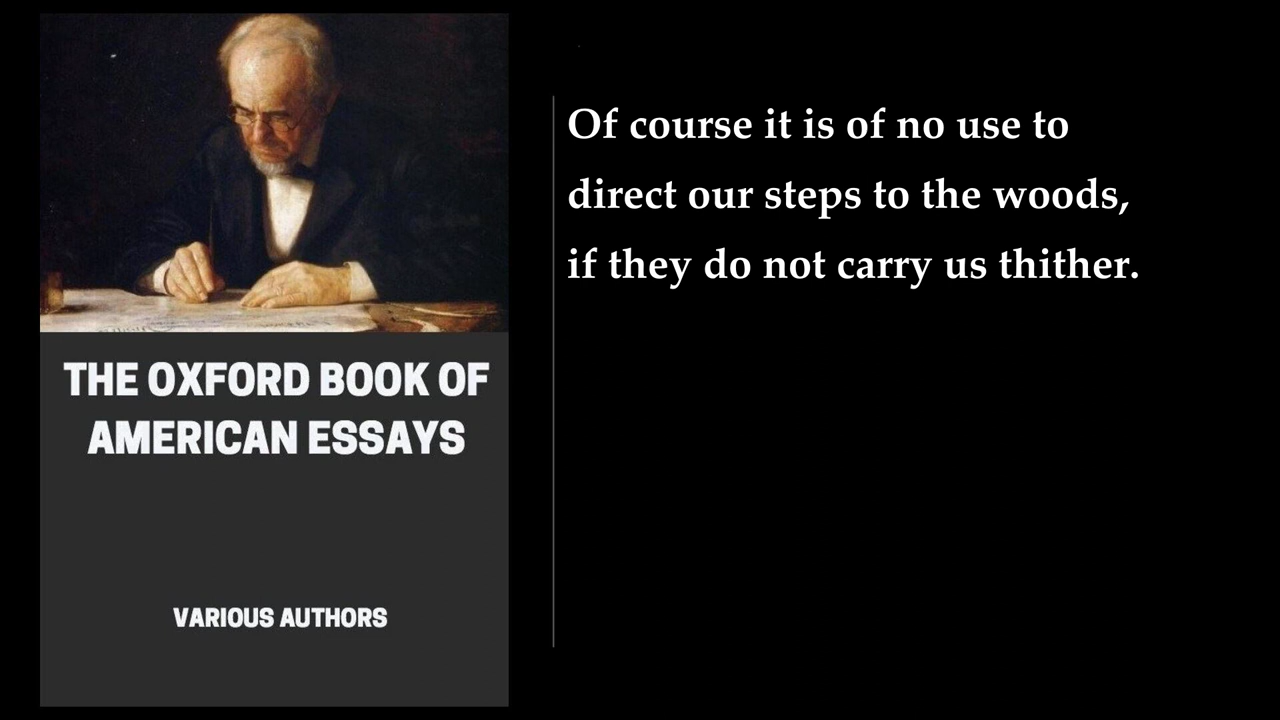 THE OXFORD BOOK OF
AMERICAN ESSAYS
VARIOUS AUTHORS
Of course it is of no use to
direct our steps to the woods,
if they do not carry us thither.